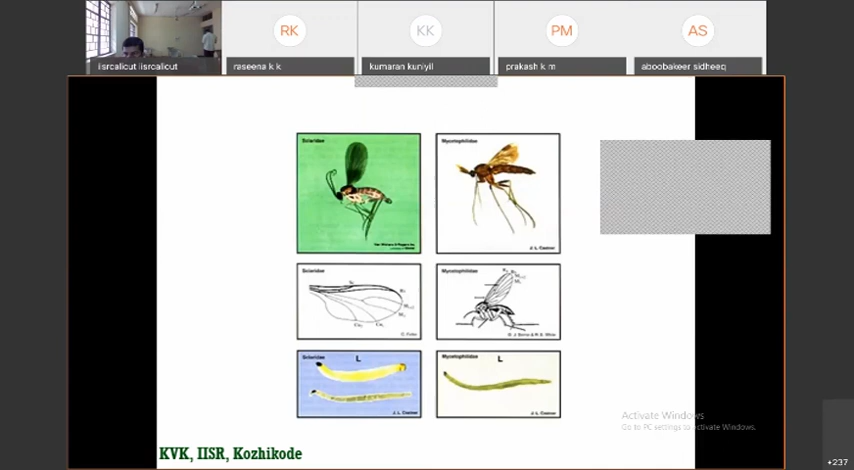 RK
KK
PM
AS
iisrcalicut iisrcalicut
raseena k k
kumaran kuniyil
prakash k m
aboobakeer sidheeq
Sciaridae
Mycetophilidae
J. L. Castner
Sciaridae
Mycetophilidae
Sciaridae
L
J. L. Castner
Mycetophilidae
L
J. L. Castner
Activate Windows
Go to PC settings to activate Windows.
KVK, IISR, Kozhikode
+237